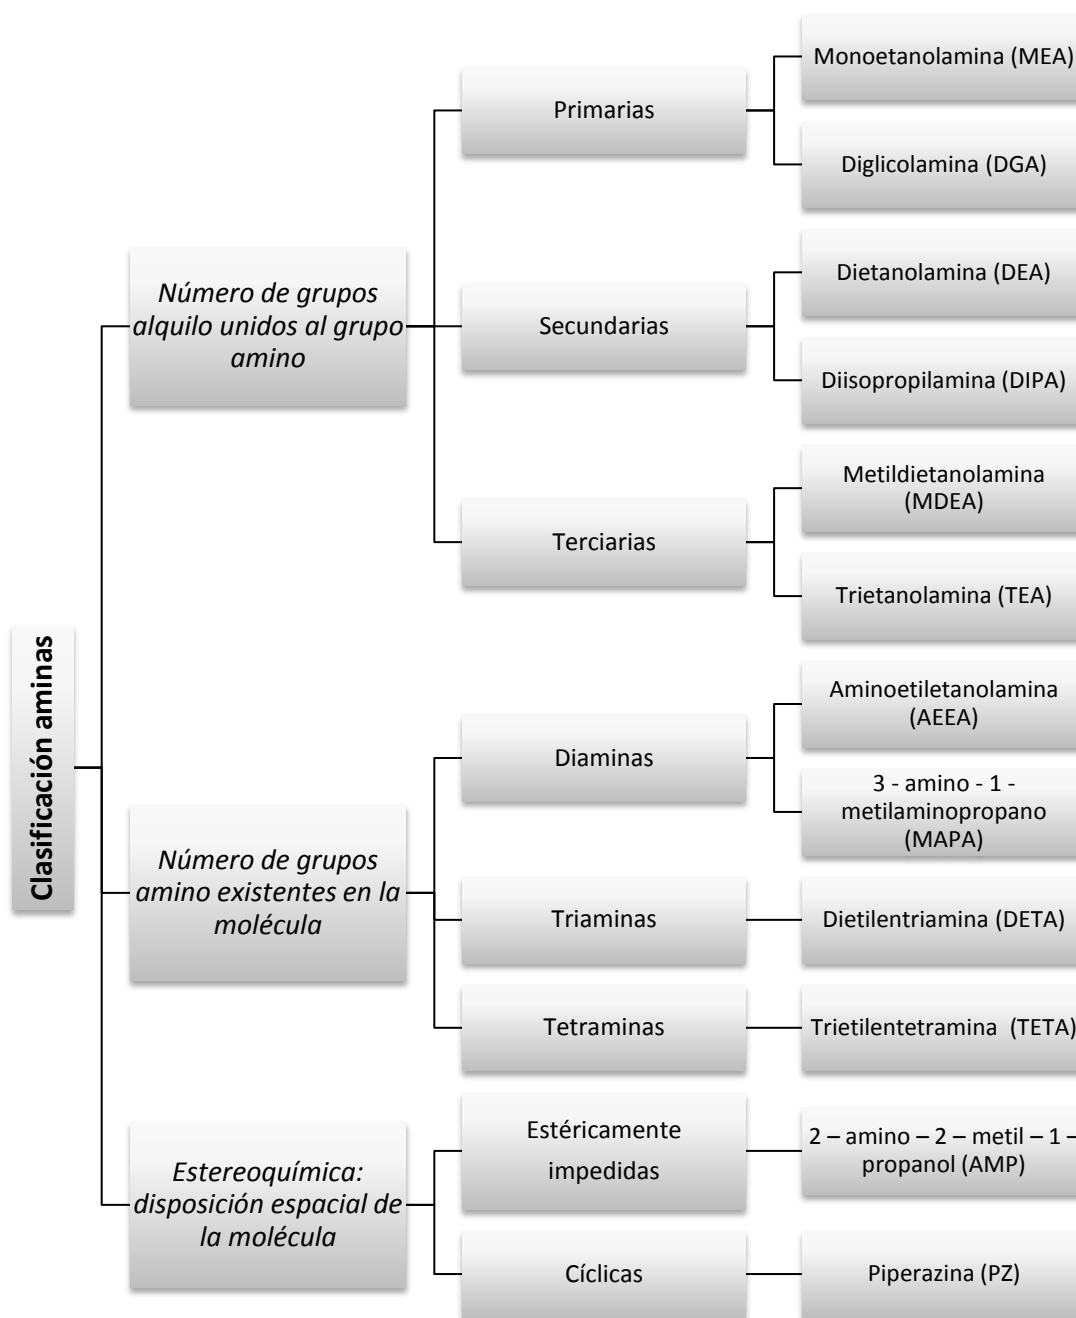 Clasificación aminas
Número de grupos
alquilo unidos al grupo
amino
Primarias
Monoetanolamina (MEA)
Diglicolamina (DGA)
Secundarias
Dietanolamina (DEA)
Diisopropilamina (DIPA)
Terciarias
Metildietanolamina
(MDEA)
Trietanolamina (TEA)
Número de grupos
amino existentes en la
molécula
Diaminas
Aminoetiletanolamina
(AEEA)
3 - amino - 1 -
metilaminopropano
(MAPA)
Triaminas
Dietilentriamina (DETA)
Tetraminas
Trietilentetramina (TETA)
Estereoquímica:
disposición espacial de
la molécula
Estéricamente
impedidas
2 – amino – 2 – metil – 1 –
propanol (AMP)
Cíclicas
Piperazina (PZ)